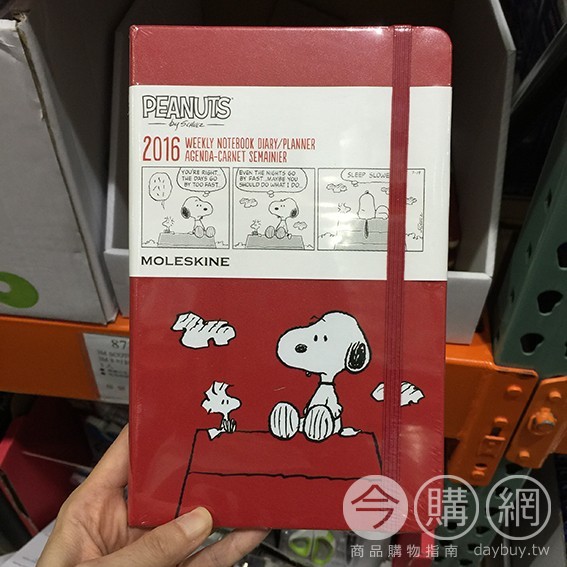 PEANUTS
by Schulz
2016 WEEKLY NOTEBOOK DIARY/PLANNER
AGENDA-CARNET SEMAINIER
YOU'RE RIGHT..
THE DAYS GO
BY TOO FAST..
EVEN THE NIGHTS GO
BY FAST...MAYBE YOU
SHOULD DO WHAT I DO..
SLEEP SLOWE
MOLESKINE
87
今購網
商品購物指南 daybuy.tw